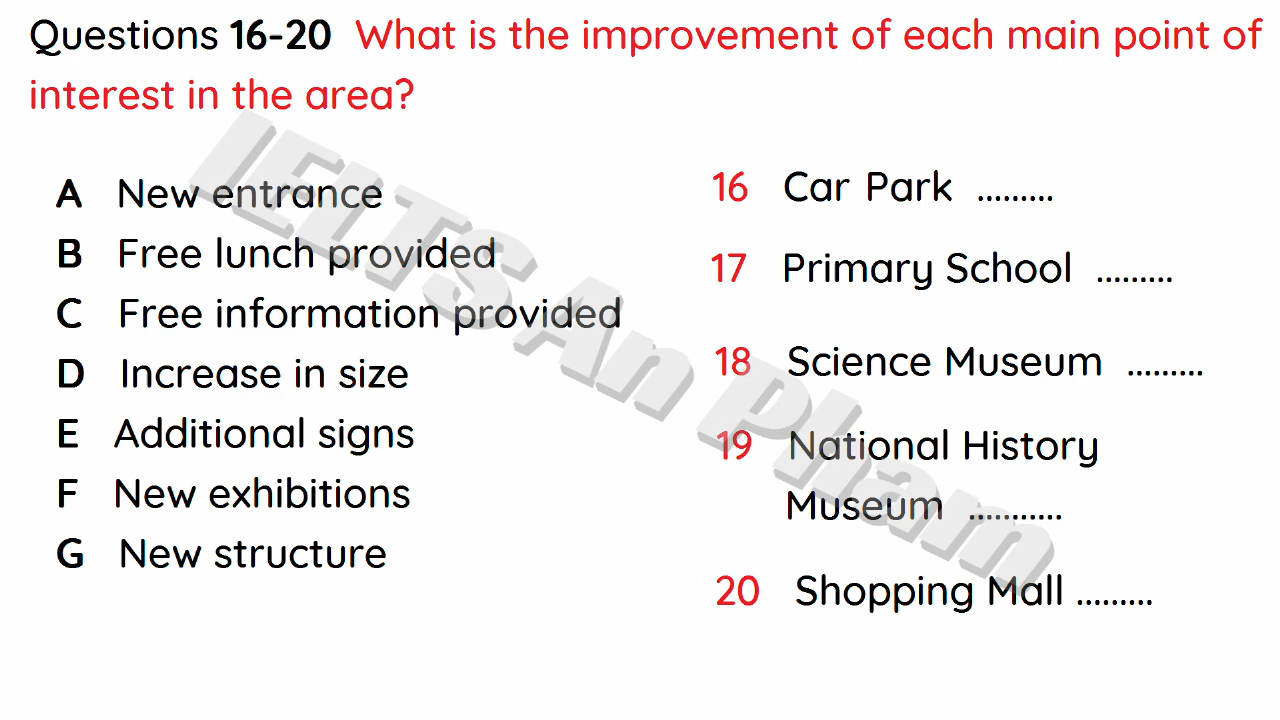 Questions 16-20 What is the improvement of each main point of
interest in the area?
A New entrance
B Free lunch provided
C Free information provided
D Increase in size
E Additional signs
F New exhibitions
G New structure
16 Car Park .........
17 Primary School .........
18 Science Museum .........
19 National History
Museum ...........
20 Shopping Mall .........
IELTS An Pham